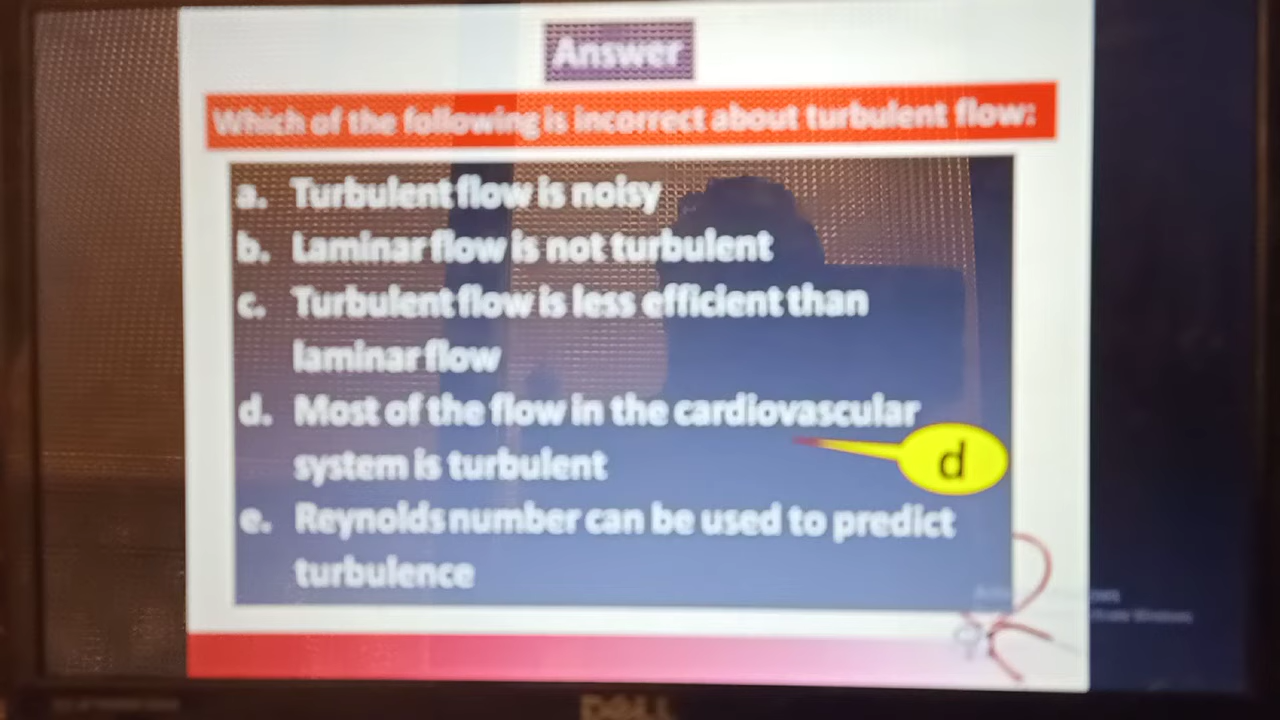 Answer
Which of the following is incorrect about turbulent flow:
a. Turbulent flow is noisy
b. Laminar flow is not turbulent
c. Turbulent flow is less efficient than
laminar flow
d. Most of the flow in the cardiovascular
system is turbulent
d
e. Reynolds number can be used to predict
turbulence
DELL